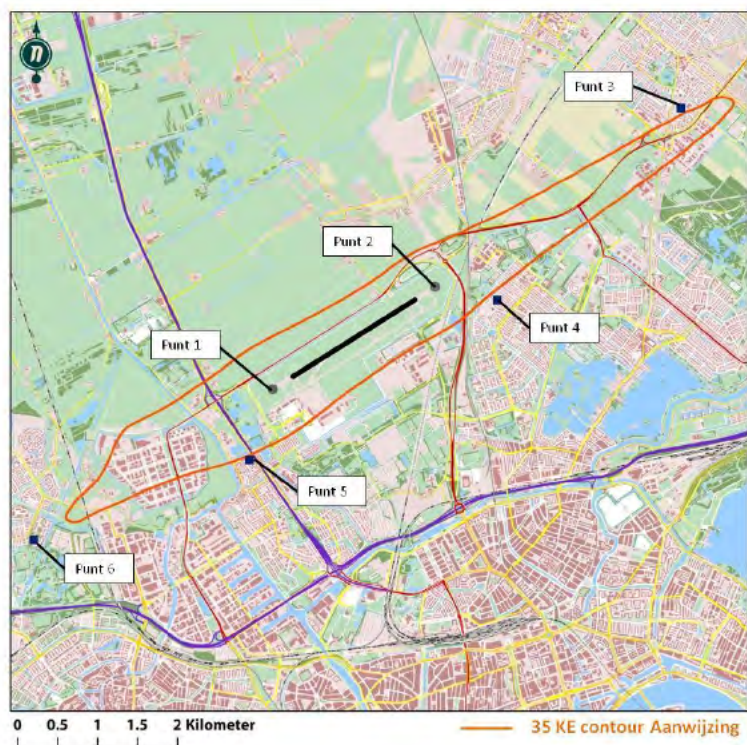 n
Punt 3
Punt 2
Punt 4
Punt 1
Punt 5
Punt 6
0 0.5 1 1.5 2 Kilometer
35 KE contour Aanwijzing